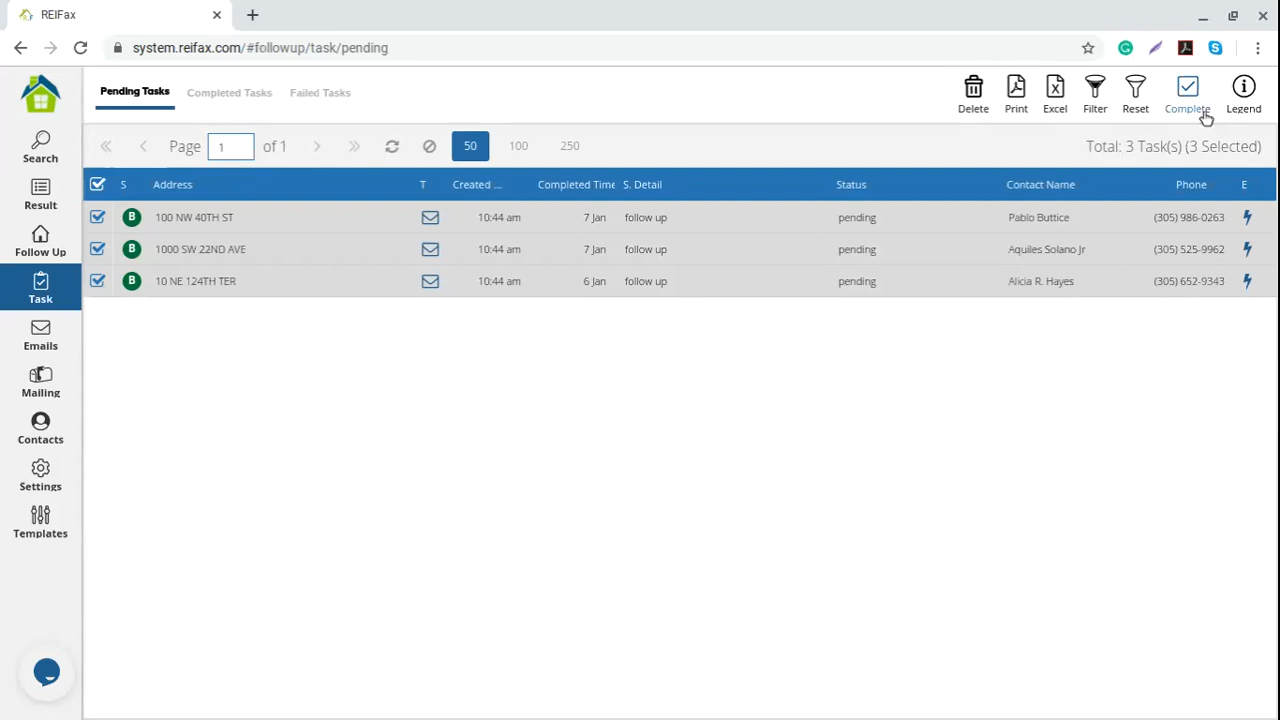 REIFax
system.reifax.com/#followup/task/pending
Pending Tasks Completed Tasks Failed Tasks
Delete Print Excel Filter Reset Complete Legend
Page 1 of 1 50 100 250 Total: 3 Task(s) (3 Selected)
S Address T Created ... Completed Time S. Detail Status Contact Name Phone E
B 100 NW 40TH ST 10:44 am 7 Jan follow up pending Pablo Buttice (305) 986-0263
B 1000 SW 22ND AVE 10:44 am 7 Jan follow up pending Aquiles Solano Jr (305) 525-9962
B 10 NE 124TH TER 10:44 am 6 Jan follow up pending Alicia R. Hayes (305) 652-9343
Search
Result
Follow Up
Task
Emails
Mailing
Contacts
Settings
Templates